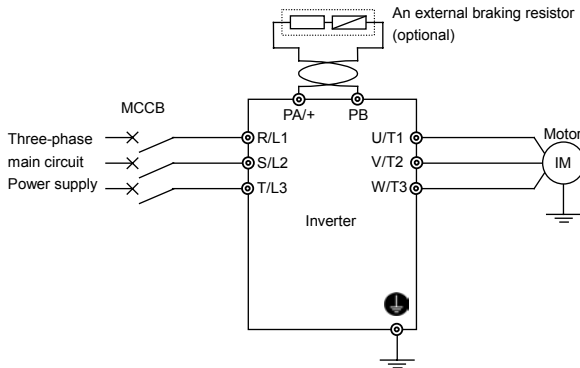 An external braking resistor
(optional)
MCCB
PA/+
PB
Three-phase
main circuit
Power supply
R/L1
S/L2
T/L3
U/T1
V/T2
W/T3
Motor
IM
Inverter